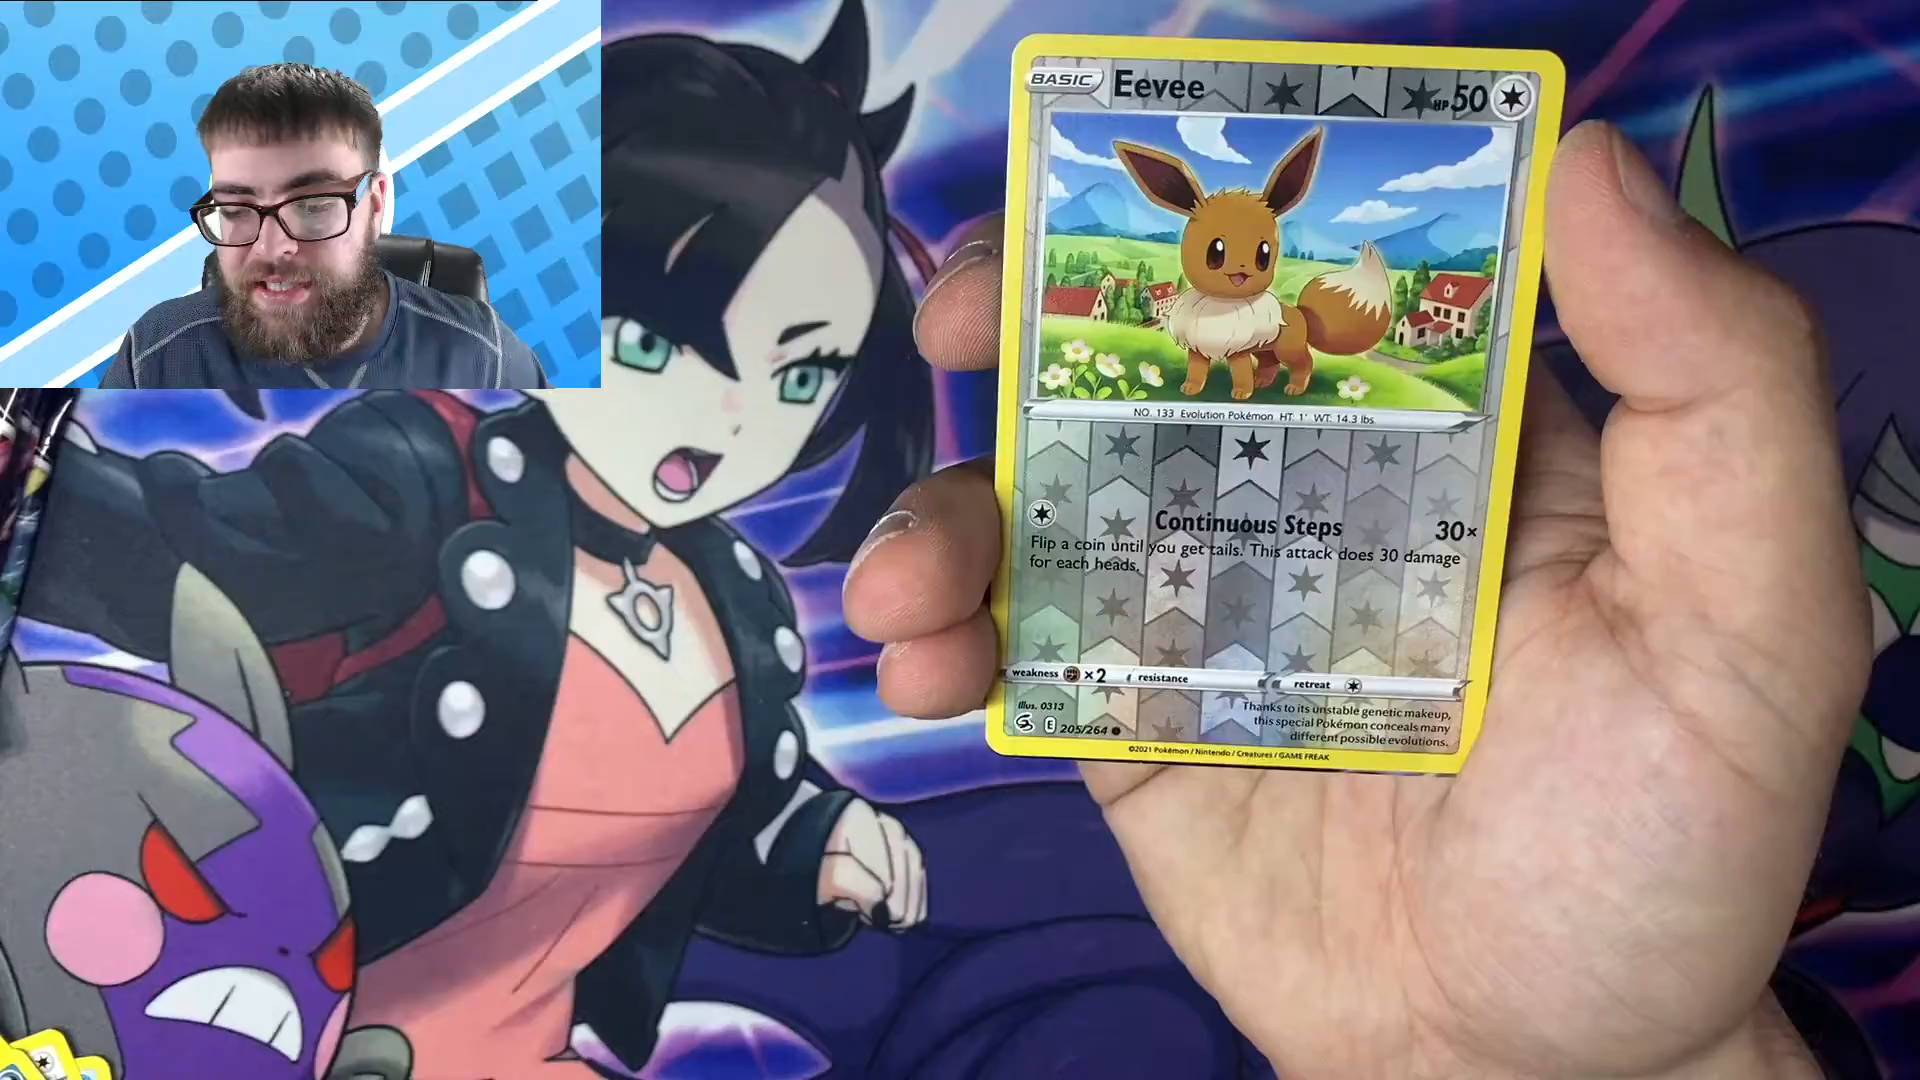 BASIC Eevee HP 50
NO. 133 Evolution Pokémon HT: 1' WT: 14.3 lbs.
Continuous Steps 30×
Flip a coin until you get tails. This attack does 30 damage
for each heads.
weakness ×2 resistance retreat
Illus. 0313
Thanks to its unstable genetic makeup,
this special Pokémon conceals many
different possible evolutions.
E 205/264
©2021 Pokémon / Nintendo / Creatures / GAME FREAK